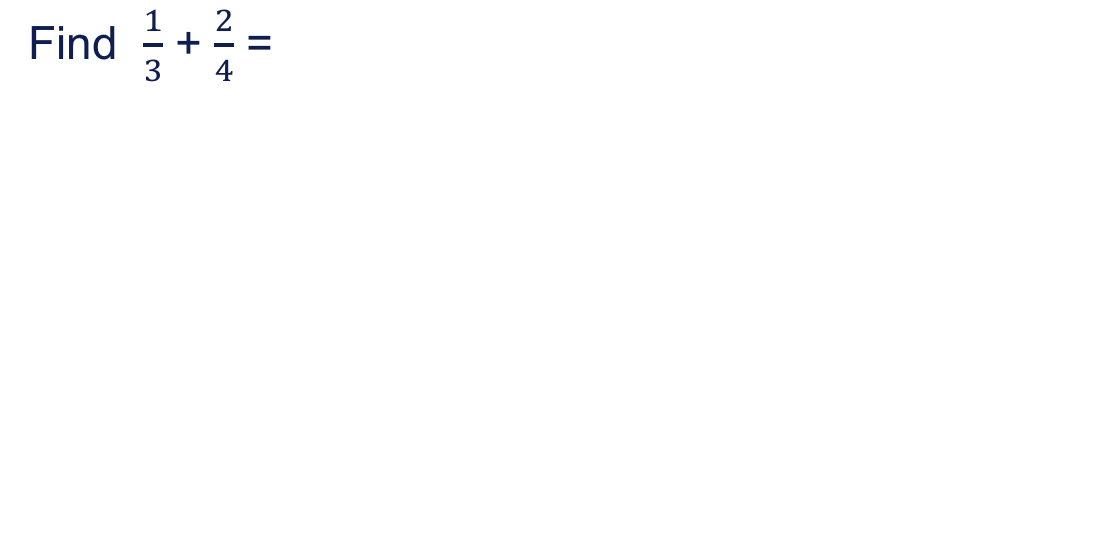 Find 1/3 + 2/4 =